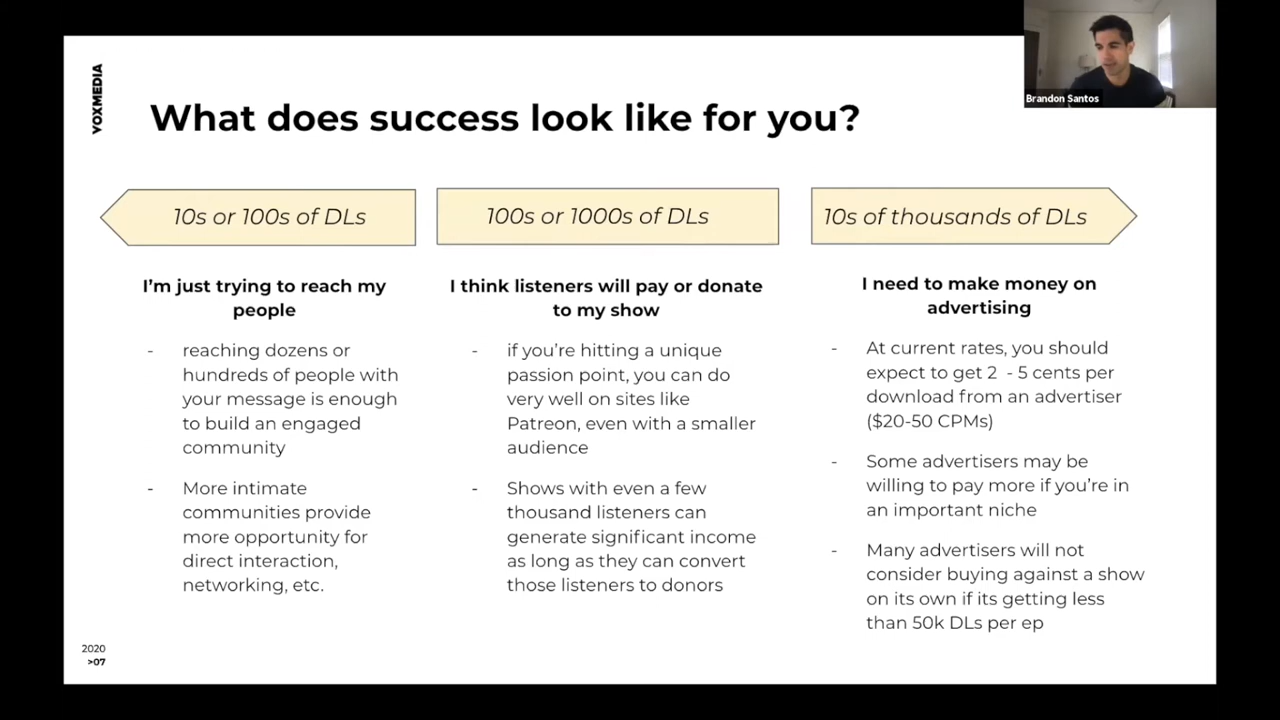 VOXMEDIA
What does success look like for you?
Brandon Santos
10s or 100s of DLs
I'm just trying to reach my
people
- reaching dozens or
hundreds of people with
your message is enough
to build an engaged
community
- More intimate
communities provide
more opportunity for
direct interaction,
networking, etc.
100s or 1000s of DLs
I think listeners will pay or donate
to my show
- if you're hitting a unique
passion point, you can do
very well on sites like
Patreon, even with a smaller
audience
- Shows with even a few
thousand listeners can
generate significant income
as long as they can convert
those listeners to donors
10s of thousands of DLs
I need to make money on
advertising
- At current rates, you should
expect to get 2 - 5 cents per
download from an advertiser
($20-50 CPMs)
- Some advertisers may be
willing to pay more if you're in
an important niche
- Many advertisers will not
consider buying against a show
on its own if its getting less
than 50k DLs per ep
2020
>07